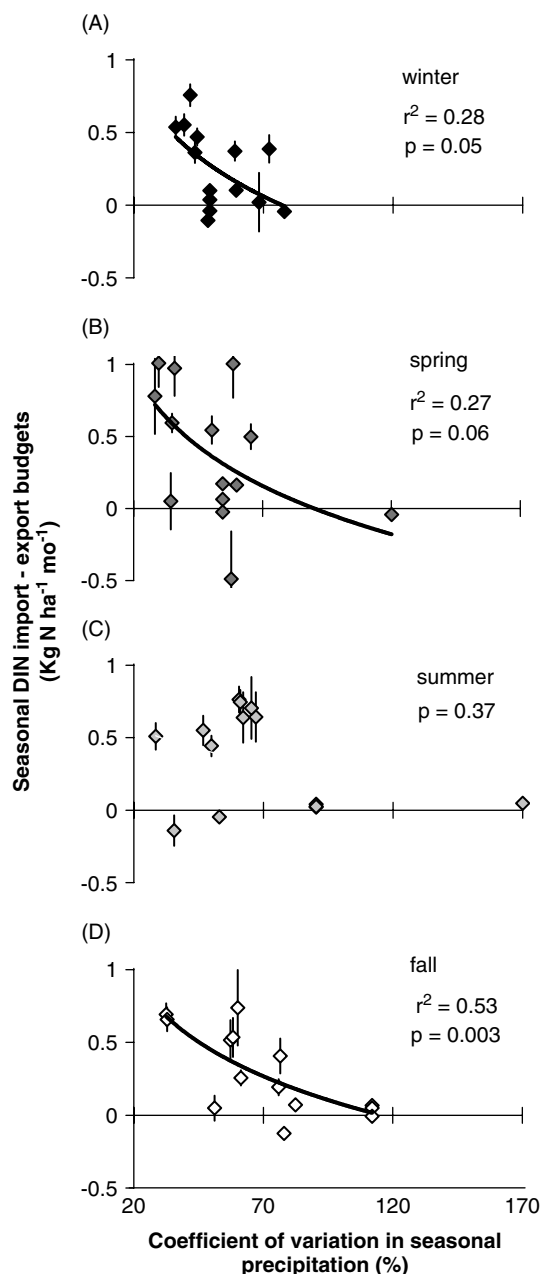 (A)
1
0.5
0
-0.5
winter
r² = 0.28
p = 0.05
(B)
1
0.5
0
-0.5
spring
r² = 0.27
p = 0.06
Seasonal DIN import - export budgets
(Kg N ha⁻¹ mo⁻¹)
(C)
1
0.5
0
-0.5
summer
p = 0.37
(D)
1
0.5
0
-0.5
fall
r² = 0.53
p = 0.003
20
70
120
170
Coefficient of variation in seasonal
precipitation (%)